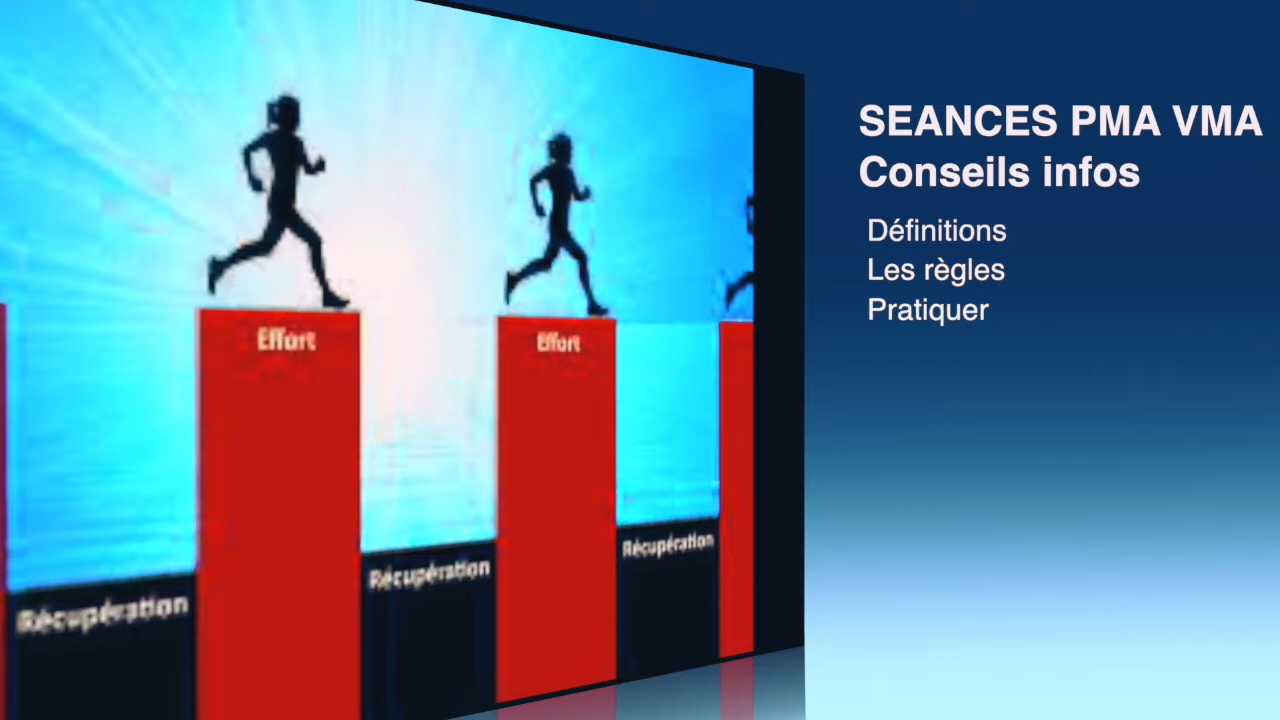 SEANCES PMA VMA
Conseils infos
Définitions
Les règles
Pratiquer
Effort
Effort
Récupération
Récupération
Récupération